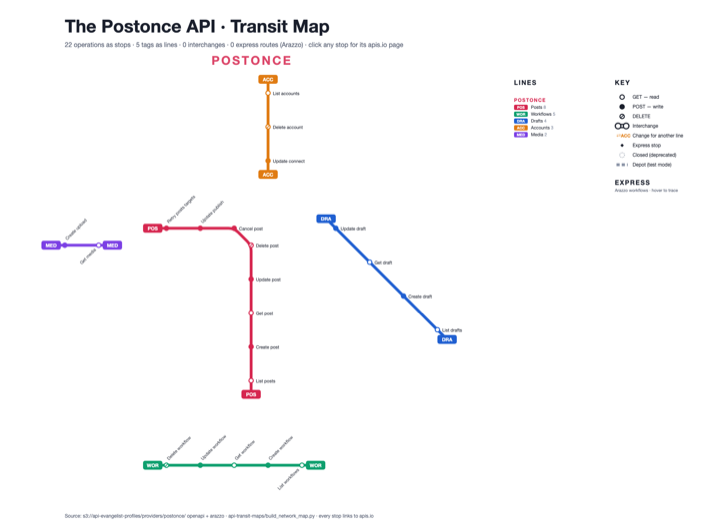 The Postonce API · Transit Map
22 operations as stops · 5 tags as lines · 0 interchanges · 0 express routes (Arazzo) · click any stop for its apis.io page
POSTONCE
ACC
List accounts
Delete account
Update connect
ACC
LINES
POSTONCE
POS Posts 8
WOR Workflows 5
DRA Drafts 4
ACC Accounts 3
MED Media 2
KEY
GET — read
POST — write
DELETE
Interchange
ACC Change for another line
Express stop
Closed (deprecated)
Depot (test mode)
EXPRESS
Arazzo workflows · hover to trace
MED
Create upload
Get media
MED
POS
Retry posts targets
Update publish
Cancel post
Delete post
Update post
Get post
Create post
List posts
POS
DRA
Update draft
Get draft
Create draft
List drafts
DRA
WOR
Delete workflow
Update workflow
Get workflow
Create workflow
List workflows
WOR
Source: s3://api-evangelist-profiles/providers/postonce/ openapi + arazzo · api-transit-maps/build_network_map.py · every stop links to apis.io